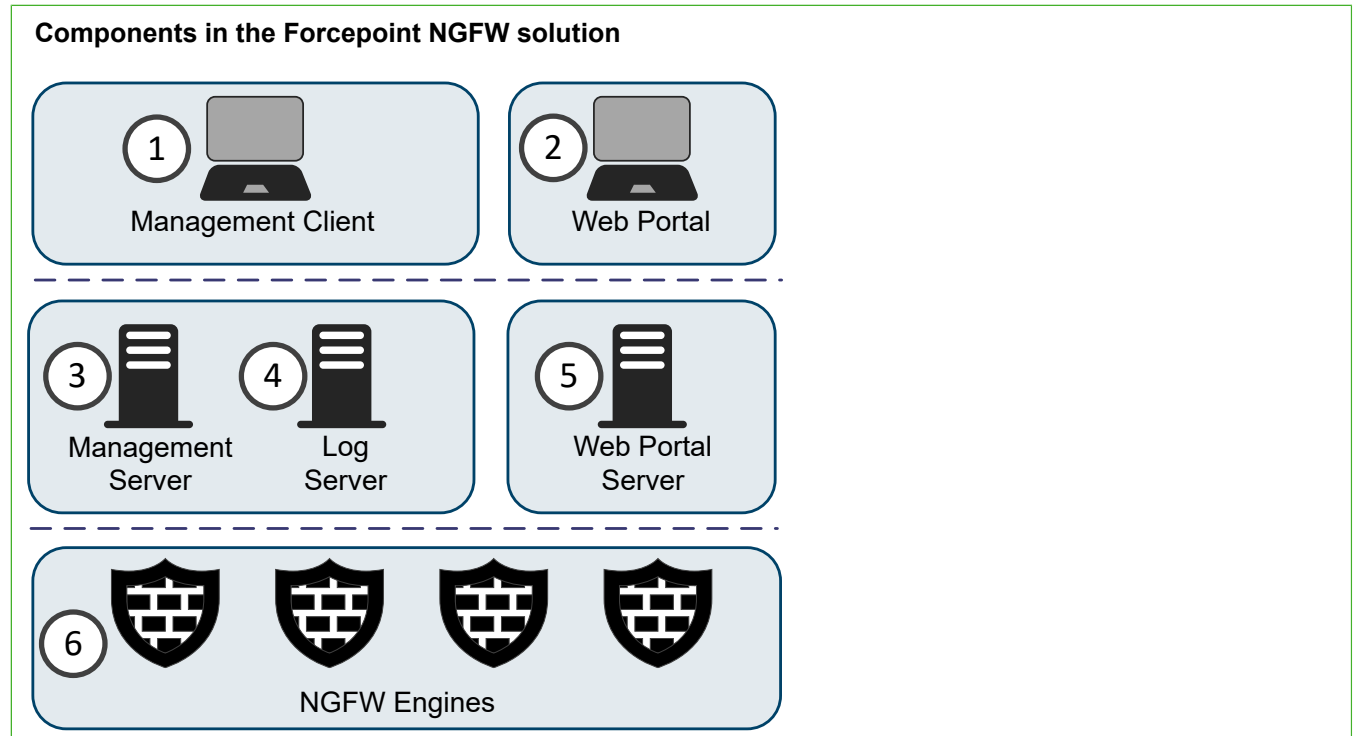 Components in the Forcepoint NGFW solution
1
Management Client
2
Web Portal
3
Management
Server
4
Log
Server
5
Web Portal
Server
6
NGFW Engines